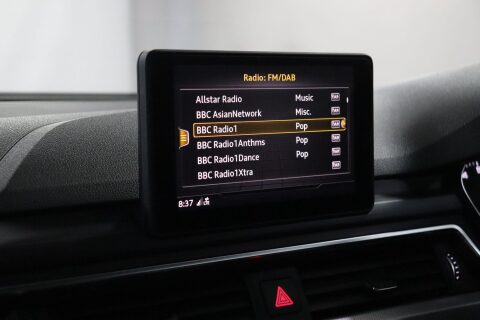 Radio: FM/DAB
Allstar Radio Music
BBC AsianNetwork Misc.
BBC Radio1 Pop
BBC Radio1Anthms Pop
BBC Radio1Dance Pop
BBC Radio1Xtra
8:37